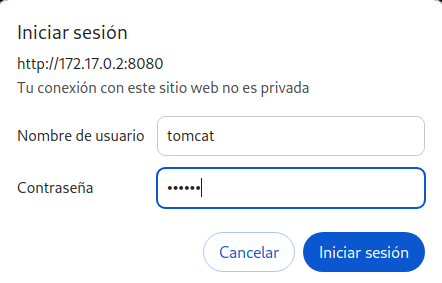 Iniciar sesión
http://172.17.0.2:8080
Tu conexión con este sitio web no es privada
Nombre de usuario tomcat
Contraseña ••••••
Cancelar Iniciar sesión